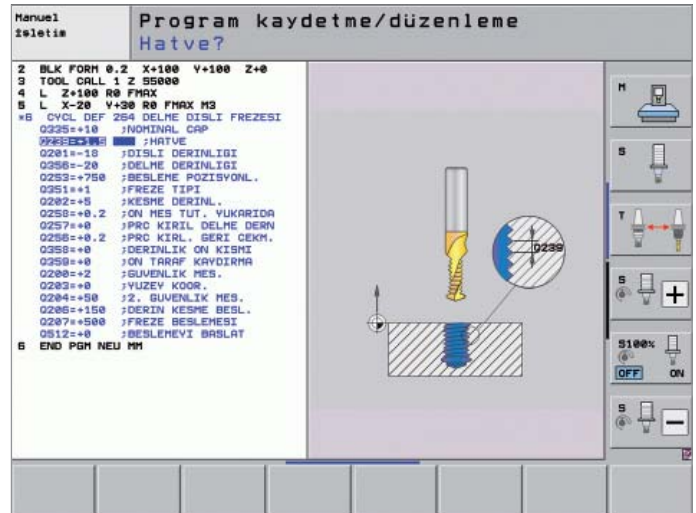 Manuel
işletim
Program kaydetme/düzenleme
Hatve?
2 BLK FORM 0.2 X+100 Y+100 Z+0
3 TOOL CALL 1 Z S5000
4 L Z+100 R0 FMAX
5 L X-20 Y+30 R0 FMAX M3
*6 CYCL DEF 264 DELME DISLI FREZESI
Q335=+10 ;NOMINAL CAP
Q239=+1.5 ;HATVE
Q201=-18 ;DISLI DERINLIGI
Q356=-20 ;DELME DERINLIGI
Q253=+750 ;BESLEME POZISYONL.
Q351=+1 ;FREZE TIPI
Q202=+5 ;KESME DERINL.
Q258=+0.2 ;ON MES TUT. YUKARIDA
Q257=+0 ;PRC KIRIL DELME DERN
Q256=+0.2 ;PRC KIRL. GERI CEKM.
Q358=+0 ;DERINLIK ON KISMI
Q359=+0 ;ON TARAF KAYDIRMA
Q200=+2 ;GUVENLIK MES.
Q203=+0 ;YUZEY KOOR.
Q204=+50 ;2. GUVENLIK MES.
Q206=+150 ;DERIN KESME BESL.
Q207=+500 ;FREZE BESLEMESI
Q512=+0 ;BESLEMEYI BASLAT
6 END PGM NEU MM
Q239
M
S
T
S
+
S100%
OFF ON
S
-